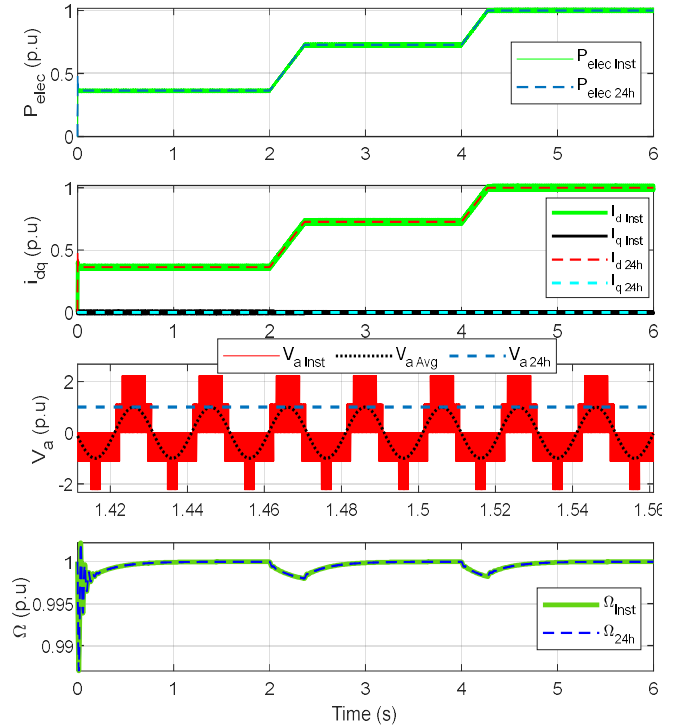 P_elec (p.u)
1
0.5
0
P_elec Inst
P_elec 24h
0 1 2 3 4 5 6
i_dq (p.u)
1
0.5
0
I_d Inst
I_q Inst
I_d 24h
I_q 24h
0 1 2 3 4 5 6
V_a Inst V_a Avg V_a 24h
V_a (p.u)
2
0
-2
1.42 1.44 1.46 1.48 1.5 1.52 1.54 1.56
Ω (p.u)
1
0.995
0.99
Ω_Inst
Ω_24h
0 1 2 3 4 5 6
Time (s)